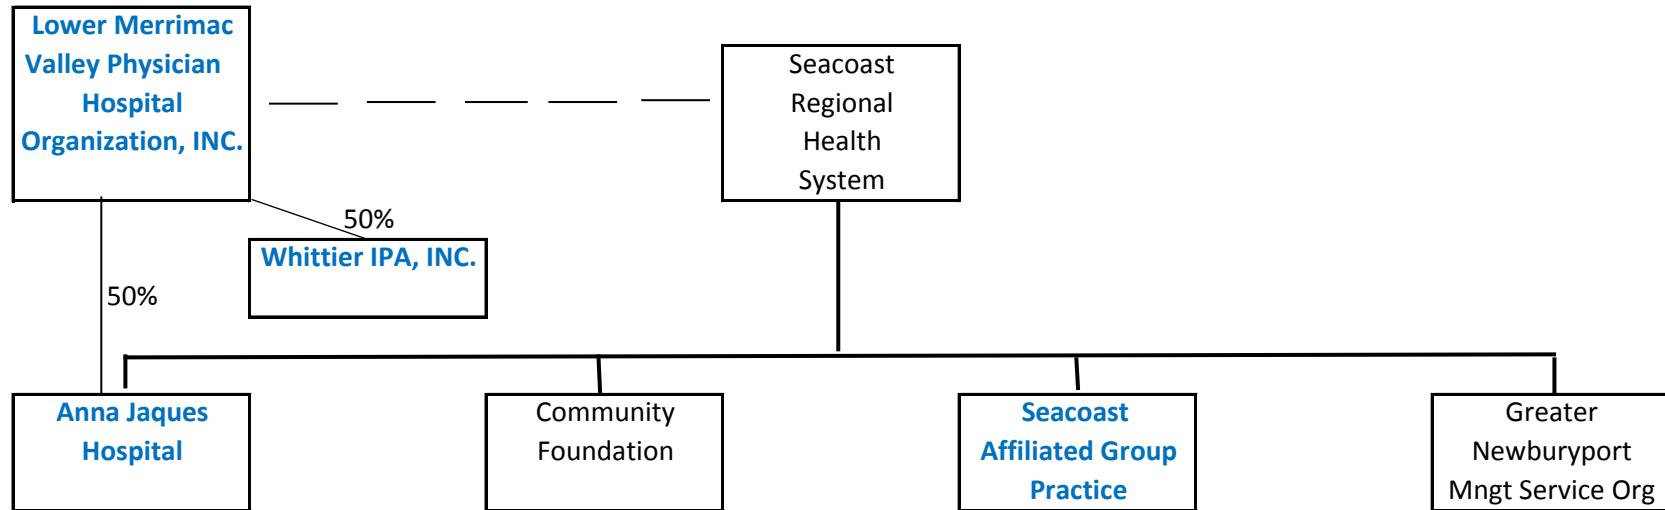 Lower Merrimac
Valley Physician
Hospital
Organization, INC.
Seacoast
Regional
Health
System
50%
Whittier IPA, INC.
50%
Anna Jaques
Hospital
Community
Foundation
Seacoast
Affiliated Group
Practice
Greater
Newburyport
Mngt Service Org